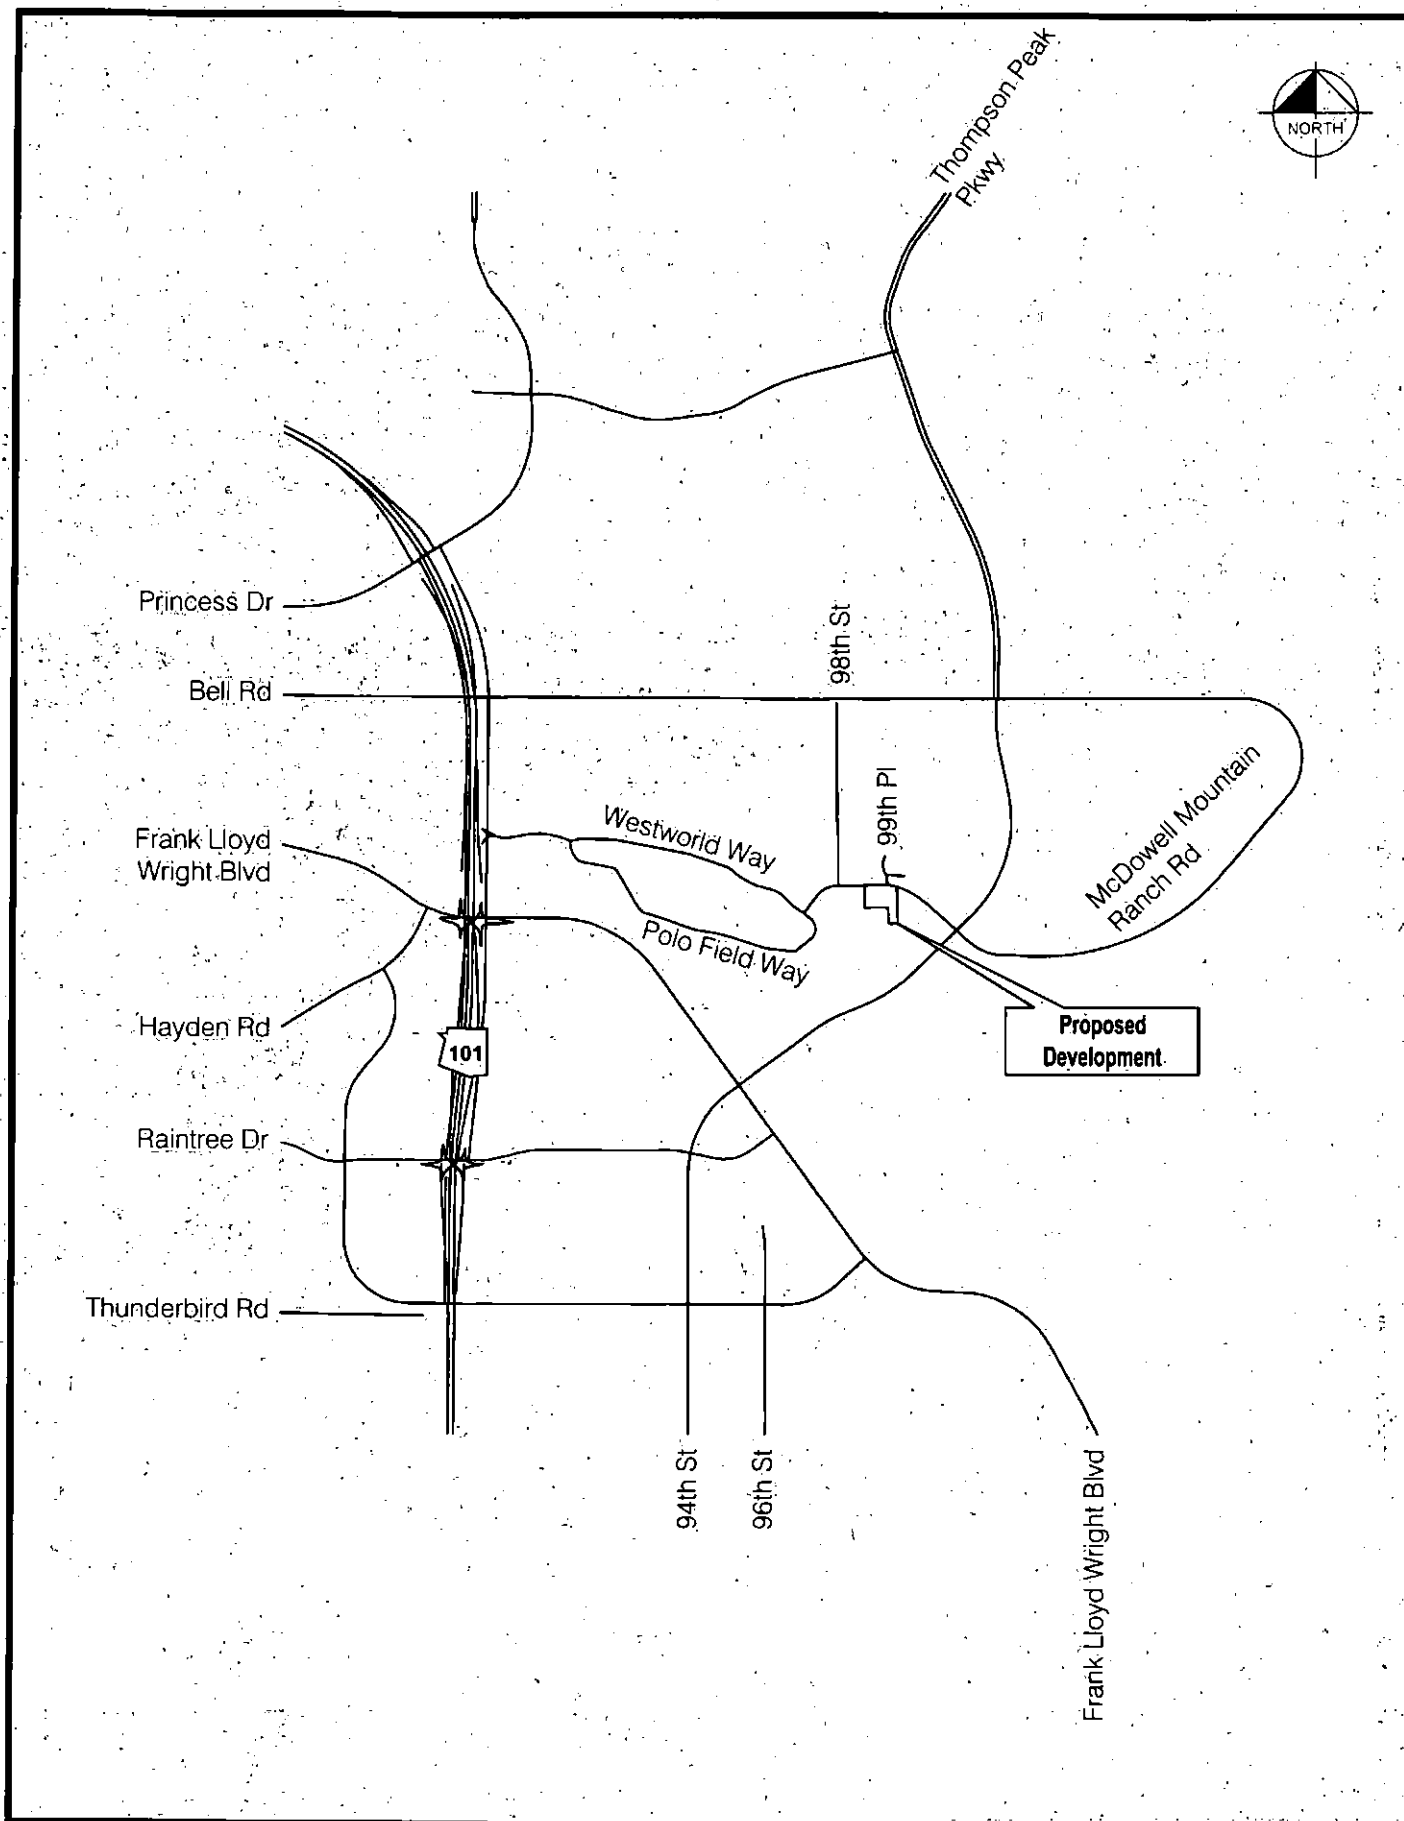 Thompson Peak
Pkwy
NORTH
Princess Dr
Bell Rd
98th St
99th Pl
Westworld Way
McDowell Mountain
Ranch Rd
Frank Lloyd
Wright Blvd
Polo Field Way
Hayden Rd
101
Proposed
Development
Raintree Dr
Thunderbird Rd
94th St
96th St
Frank Lloyd Wright Blvd